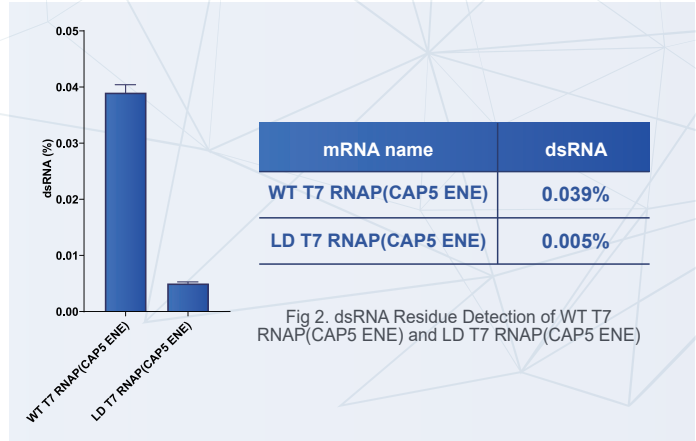 0.05
0.04
0.03
0.02
0.01
0.00
dsRNA (%)
WT T7 RNAP(CAP5 ENE)
LD T7 RNAP(CAP5 ENE)
mRNA name dsRNA
WT T7 RNAP(CAP5 ENE) 0.039%
LD T7 RNAP(CAP5 ENE) 0.005%
Fig 2. dsRNA Residue Detection of WT T7
RNAP(CAP5 ENE) and LD T7 RNAP(CAP5 ENE)